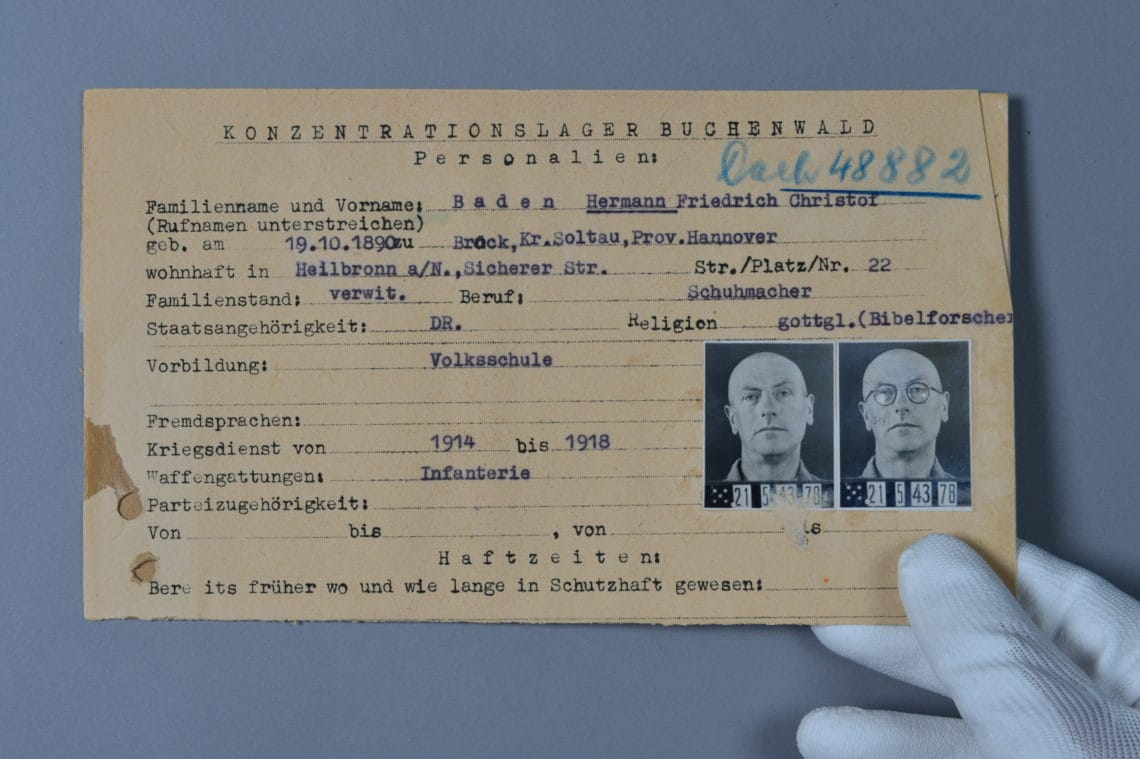 KONZENTRATIONSLAGER BUCHENWALD
Personalien:
Dach 48882
Familienname und Vorname: Baden Hermann Friedrich Christof
(Rufnamen unterstreichen)
geb. am 19.10.1890 zu Brock, Kr.Soltau, Prov.Hannover
wohnhaft in Heilbronn a/N., Sicherer Str. Str./Platz/Nr. 22
Familienstand: verwit. Beruf: Schuhmacher
Staatsangehörigkeit: DR. Religion gottgl.(Bibelforscher
Vorbildung: Volksschule
Fremdsprachen:
Kriegsdienst von 1914 bis 1918
Waffengattungen: Infanterie
21 5 43 78 21 5 43 78
Parteizugehörigkeit:
Von bis , von
Haftzeiten:
Bere its früher wo und wie lange in Schutzhaft gewesen: